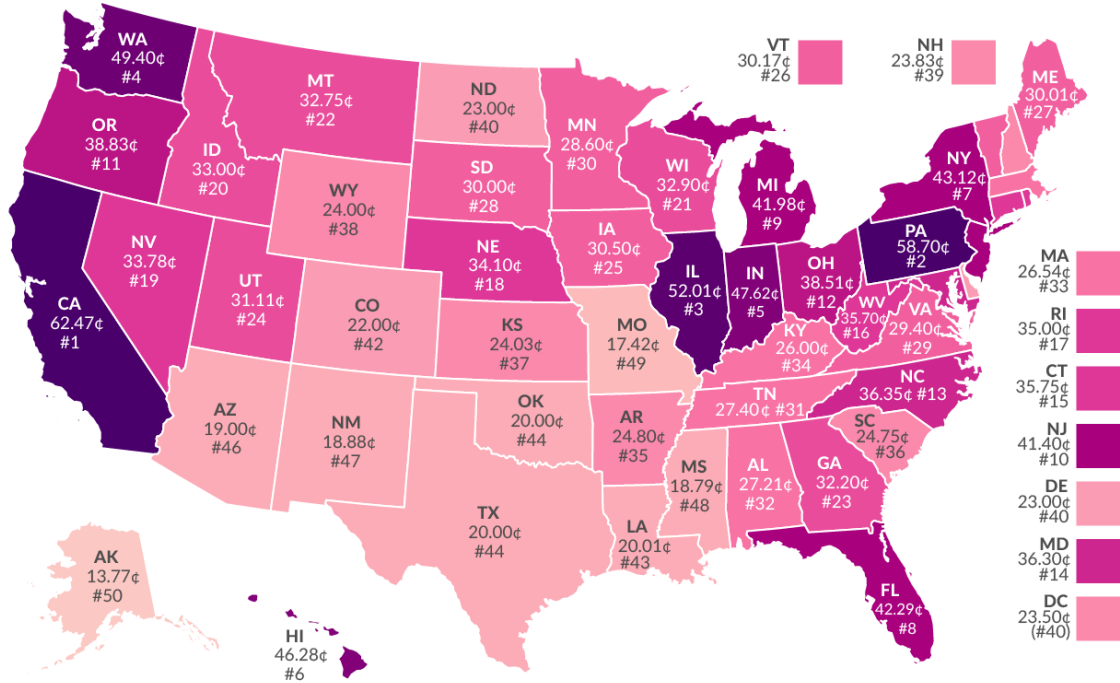 WA
49.40¢
#4
OR
38.83¢
#11
CA
62.47¢
#1
ID
33.00¢
#20
NV
33.78¢
#19
MT
32.75¢
#22
WY
24.00¢
#38
UT
31.11¢
#24
AZ
19.00¢
#46
CO
22.00¢
#42
NM
18.88¢
#47
ND
23.00¢
#40
SD
30.00¢
#28
NE
34.10¢
#18
KS
24.03¢
#37
OK
20.00¢
#44
TX
20.00¢
#44
MN
28.60¢
#30
IA
30.50¢
#25
MO
17.42¢
#49
AR
24.80¢
#35
LA
20.01¢
#43
WI
32.90¢
#21
IL
52.01¢
#3
MI
41.98¢
#9
IN
47.62¢
#5
OH
38.51¢
#12
KY
26.00¢
#34
TN
27.40¢ #31
MS
18.79¢
#48
AL
27.21¢
#32
GA
32.20¢
#23
FL
42.29¢
#8
SC
24.75¢
#36
NC
36.35¢ #13
VA
29.40¢
#29
WV
35.70¢
#16
PA
58.70¢
#2
NY
43.12¢
#7
ME
30.01¢
#27
VT
30.17¢
#26
NH
23.83¢
#39
MA
26.54¢
#33
RI
35.00¢
#17
CT
35.75¢
#15
NJ
41.40¢
#10
DE
23.00¢
#40
MD
36.30¢
#14
DC
23.50¢
(#40)
AK
13.77¢
#50
HI
46.28¢
#6